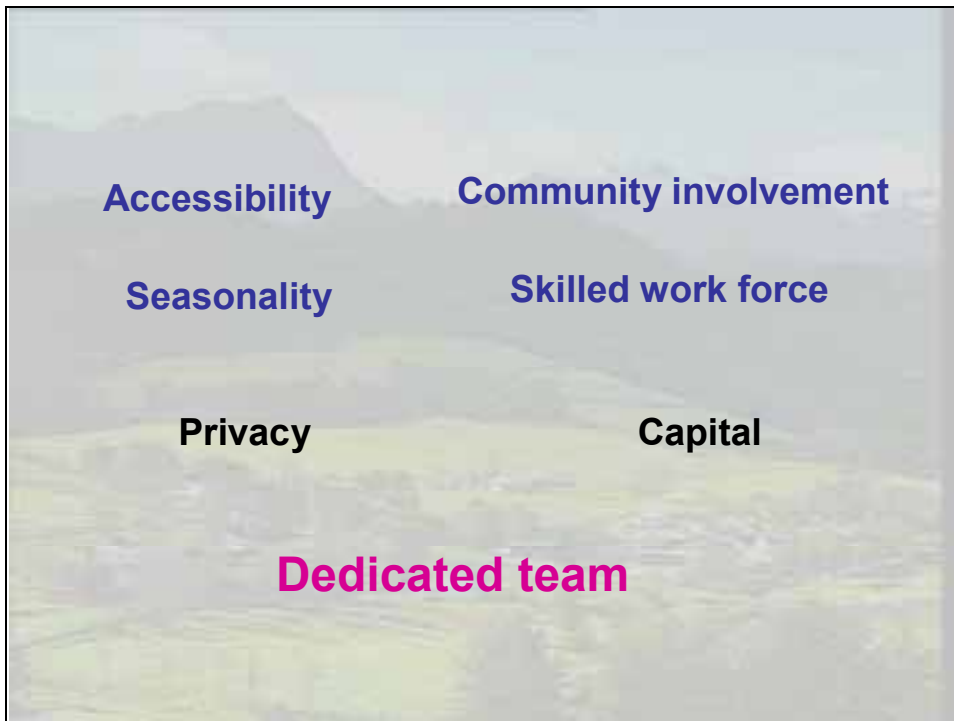 Accessibility
Community involvement
Seasonality
Skilled work force
Privacy
Capital
Dedicated team